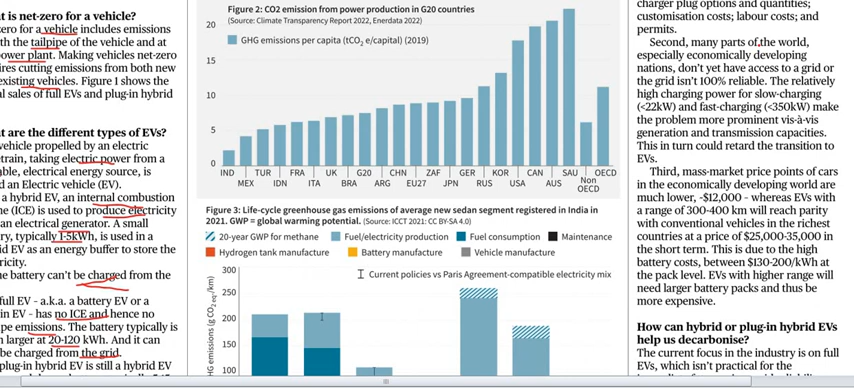 t is net-zero for a vehicle?
zero for a vehicle includes emissions
th the tailpipe of the vehicle and at
ower plant. Making vehicles net-zero
ires cutting emissions from both new
existing vehicles. Figure 1 shows the
al sales of full EVs and plug-in hybrid
t are the different types of EVs?
vehicle propelled by an electric
etrain, taking electric power from a
ble, electrical energy source, is
d an Electric vehicle (EV).
a hybrid EV, an internal combustion
ne (ICE) is used to produce electricity
an electrical generator. A small
ry, typically 1-5kWh, is used in a
id EV as an energy buffer to store the
ricity.
he battery can't be charged from the
full EV - a.k.a. a battery EV or a
in EV - has no ICE and hence no
pe emissions. The battery typically is
h larger at 20-120 kWh. And it can
be charged from the grid.
plug-in hybrid EV is still a hybrid EV
Figure 2: CO2 emission from power production in G20 countries
(Source: Climate Transparency Report 2022, Enerdata 2022)
GHG emissions per capita (tCO2 e/capital) (2019)
20
15
10
5
0
IND TUR FRA UK G20 CHN ZAF GER KOR CAN SAU OECD
MEX IDN ITA BRA ARG EU27 JPN RUS USA AUS Non
OECD
Figure 3: Life-cycle greenhouse gas emissions of average new sedan segment registered in India in
2021. GWP = global warming potential. (Source: ICCT 2021: CC BY-SA 4.0)
20-year GWP for methane Fuel/electricity production Fuel consumption Maintenance
Hydrogen tank manufacture Battery manufacture Vehicle manufacture
Current policies vs Paris Agreement-compatible electricity mix
HG emissions (g CO2 eq./km)
300
250
200
150
100
charger plug options and quantities;
customisation costs; labour costs; and
permits.
Second, many parts of the world,
especially economically developing
nations, don't yet have access to a grid or
the grid isn't 100% reliable. The relatively
high charging power for slow-charging
(<22kW) and fast-charging (<350kW) make
the problem more prominent vis-à-vis
generation and transmission capacities.
This in turn could retard the transition to
EVs.
Third, mass-market price points of cars
in the economically developing world are
much lower, -$12,000 - whereas EVs with
a range of 300-400 km will reach parity
with conventional vehicles in the richest
countries at a price of $25,000-35,000 in
the short term. This is due to the high
battery costs, between $130-200/kWh at
the pack level. EVs with higher range will
need larger battery packs and thus be
more expensive.
How can hybrid or plug-in hybrid EVs
help us decarbonise?
The current focus in the industry is on full
EVs, which isn't practical for the